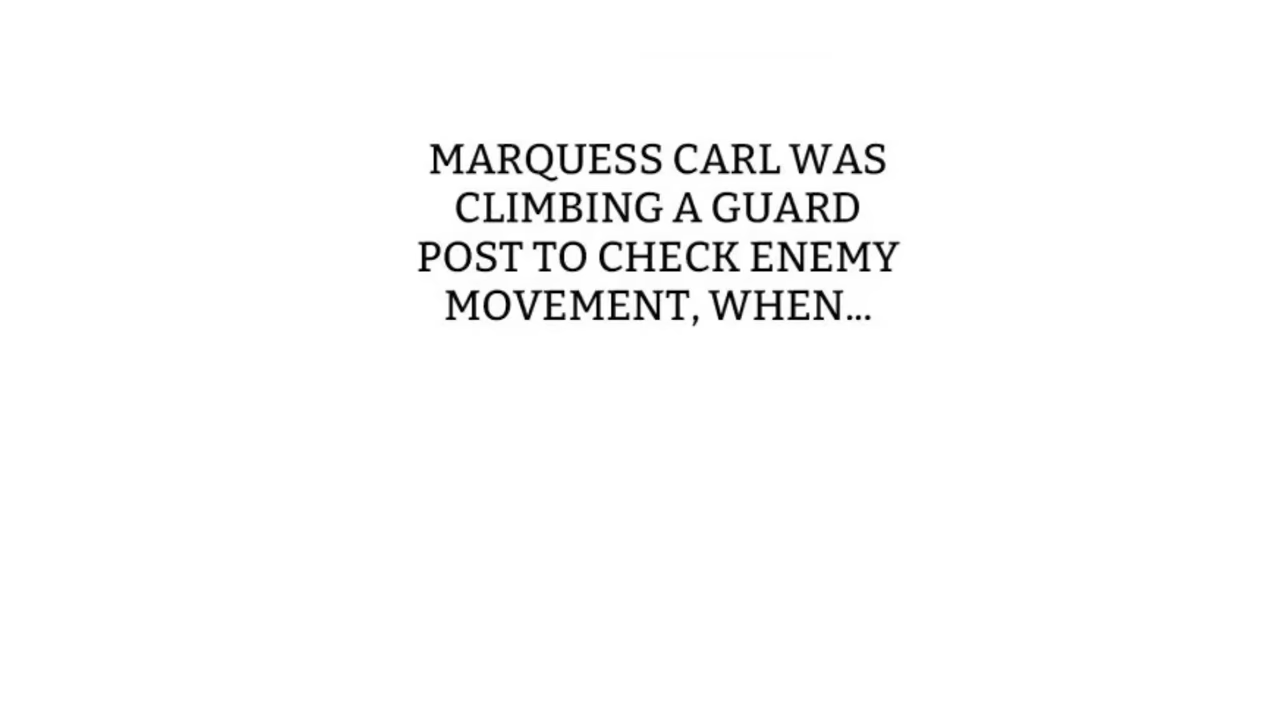 MARQUESS CARL WAS
CLIMBING A GUARD
POST TO CHECK ENEMY
MOVEMENT, WHEN...